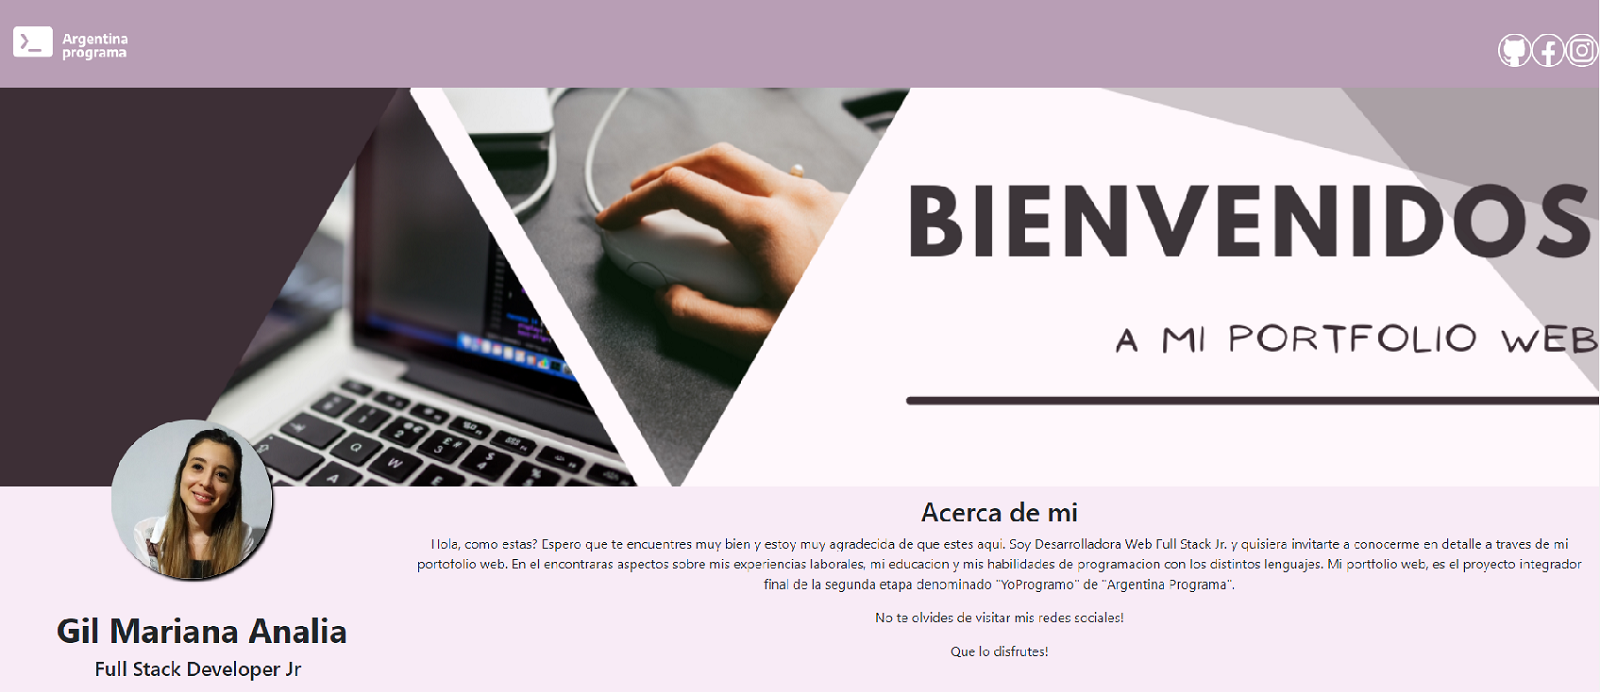 Argentina
programa
BIENVENIDOS
A MI PORTFOLIO WEB
Acerca de mi
Hola, como estas? Espero que te encuentres muy bien y estoy muy agradecida de que estes aqui. Soy Desarrolladora Web Full Stack Jr. y quisiera invitarte a conocerme en detalle a traves de mi
portofolio web. En el encontraras aspectos sobre mis experiencias laborales, mi educacion y mis habilidades de programacion con los distintos lenguajes. Mi portfolio web, es el proyecto integrador
final de la segunda etapa denominado "YoProgramo" de "Argentina Programa".
No te olvides de visitar mis redes sociales!
Que lo disfrutes!
Gil Mariana Analia
Full Stack Developer Jr